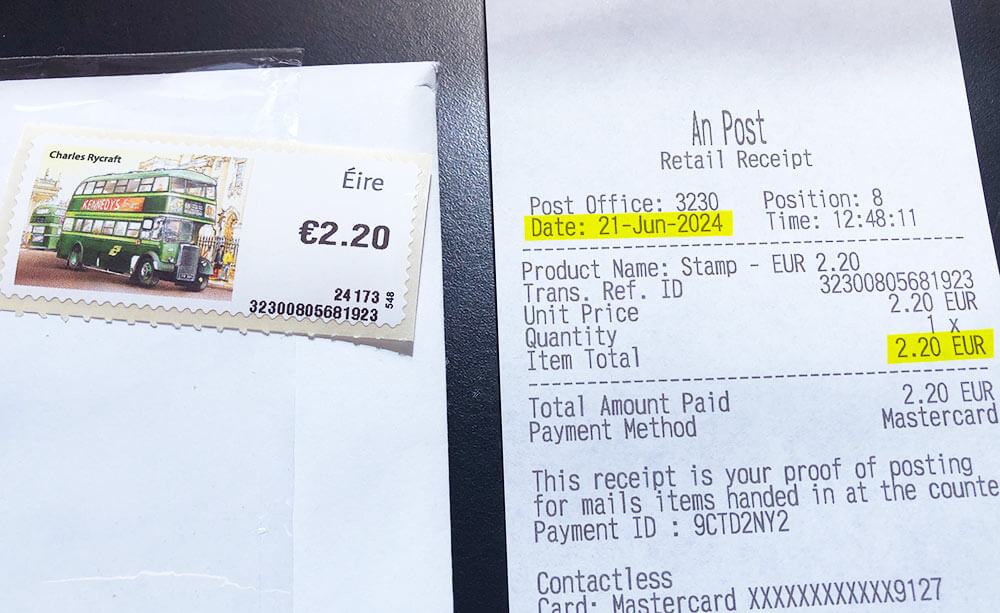 Charles Rycraft
KENNEDYS
Éire
€2.20
24 173
32300805681923
548
An Post
Retail Receipt
Post Office: 3230 Position: 8
Date: 21-Jun-2024 Time: 12:48:11
Product Name: Stamp - EUR 2.20
Trans. Ref. ID 32300805681923
Unit Price 2.20 EUR
Quantity 1 x
Item Total 2.20 EUR
Total Amount Paid 2.20 EUR
Payment Method Mastercard
This receipt is your proof of posting
for mails items handed in at the counte
Payment ID : 9CTD2NY2
Contactless
Card: Mastercard XXXXXXXXXXXX9127